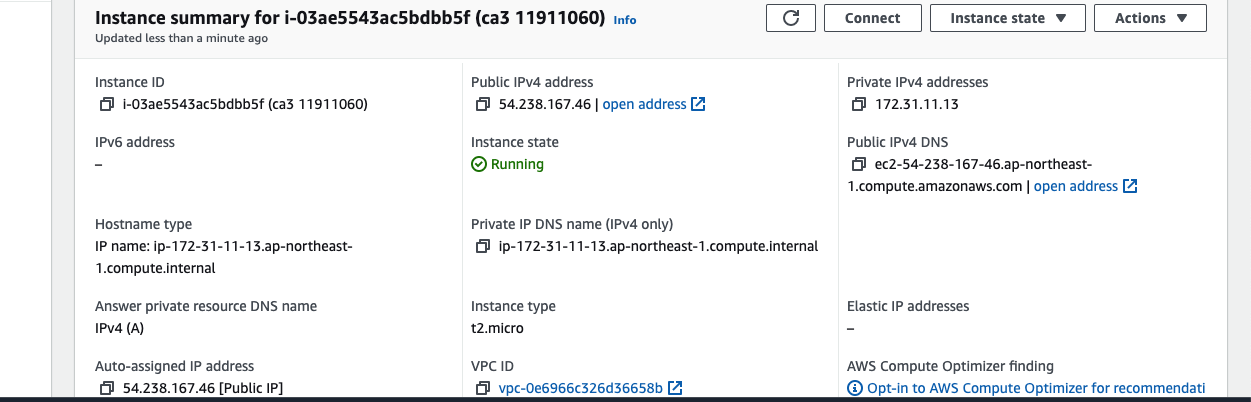 Instance summary for i-03ae5543ac5bdbb5f (ca3 11911060) Info
Updated less than a minute ago
Connect
Instance state
Actions
Instance ID
i-03ae5543ac5bdbb5f (ca3 11911060)
Public IPv4 address
54.238.167.46 | open address
Private IPv4 addresses
172.31.11.13
IPv6 address
–
Instance state
Running
Public IPv4 DNS
ec2-54-238-167-46.ap-northeast-
1.compute.amazonaws.com | open address
Hostname type
IP name: ip-172-31-11-13.ap-northeast-
1.compute.internal
Private IP DNS name (IPv4 only)
ip-172-31-11-13.ap-northeast-1.compute.internal
Answer private resource DNS name
IPv4 (A)
Instance type
t2.micro
Elastic IP addresses
–
Auto-assigned IP address
54.238.167.46 [Public IP]
VPC ID
vpc-0e6966c326d36658b
AWS Compute Optimizer finding
Opt-in to AWS Compute Optimizer for recommendati